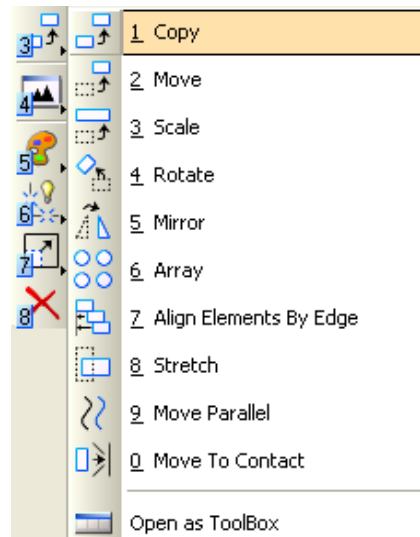 3
4
5
6
7
8
1 Copy
2 Move
3 Scale
4 Rotate
5 Mirror
6 Array
7 Align Elements By Edge
8 Stretch
9 Move Parallel
0 Move To Contact
Open as ToolBox